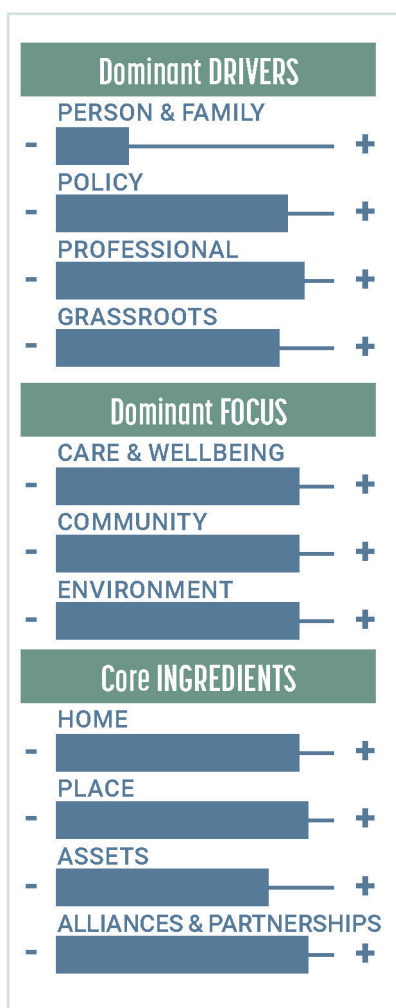 Dominant DRIVERS
PERSON & FAMILY
- +
POLICY
- +
PROFESSIONAL
- +
GRASSROOTS
- +
Dominant FOCUS
CARE & WELLBEING
- +
COMMUNITY
- +
ENVIRONMENT
- +
Core INGREDIENTS
HOME
- +
PLACE
- +
ASSETS
- +
ALLIANCES & PARTNERSHIPS
- +